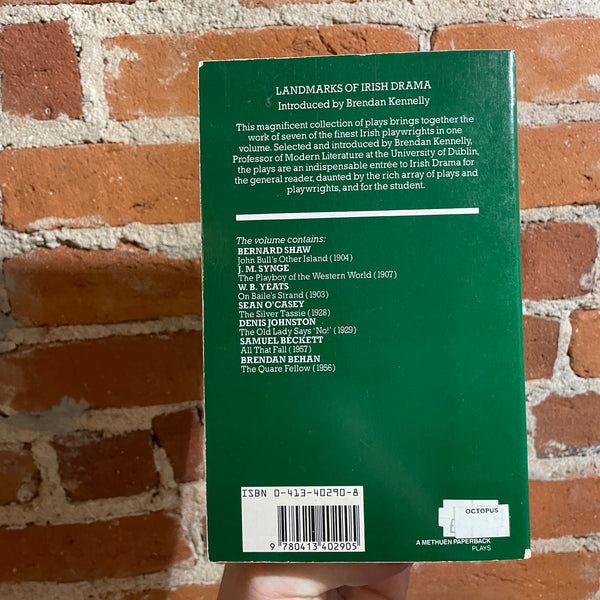 LANDMARKS OF IRISH DRAMA
Introduced by Brendan Kennelly
This magnificent collection of plays brings together the
work of seven of the finest Irish playwrights in one
volume. Selected and introduced by Brendan Kennelly,
Professor of Modern Literature at the University of Dublin,
the plays are an indispensable entrée to Irish Drama for
the general reader, daunted by the rich array of plays and
playwrights, and for the student.
The volume contains:
BERNARD SHAW
John Bull's Other Island (1904)
J. M. SYNGE
The Playboy of the Western World (1907)
W. B. YEATS
On Baile's Strand (1903)
SEAN O'CASEY
The Silver Tassie (1928)
DENIS JOHNSTON
The Old Lady Says 'No!' (1929)
SAMUEL BECKETT
All That Fall (1957)
BRENDAN BEHAN
The Quare Fellow (1956)
ISBN 0-413-40290-8
9 780413 402905
OCTOPUS
A METHUEN PAPERBACK
PLAYS